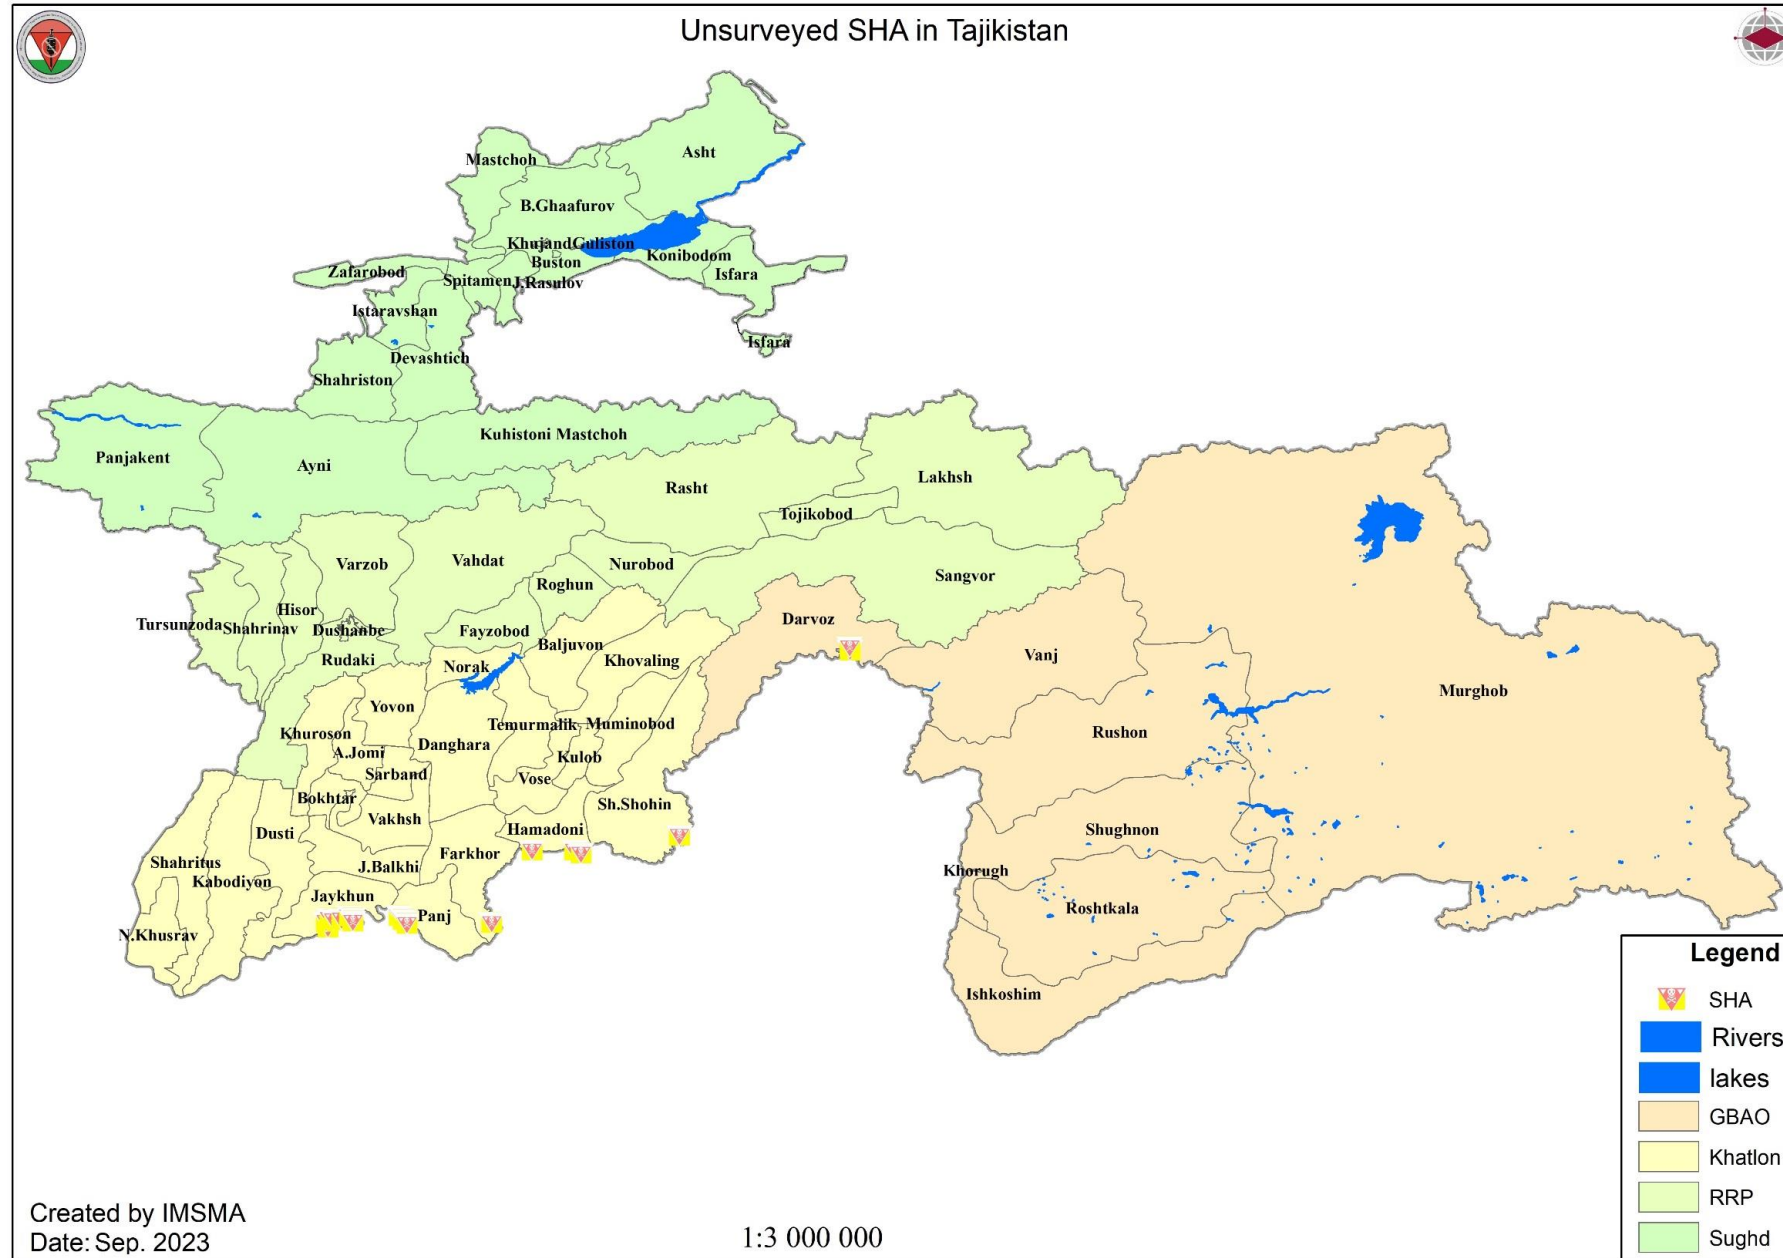 Unsurveyed SHA in Tajikistan
Asht
Mastchoh
B.Ghaafurov
Khujand
Guliston
Buston
Konibodom
Isfara
Zafarobod
Spitamen
J.Rasulov
Istaravshan
Isfara
Devashtich
Shahriston
Kuhistoni Mastchoh
Panjakent
Ayni
Lakhsh
Rasht
Tojikobod
Varzob
Vahdat
Nurobod
Roghun
Sangvor
Hisor
Tursunzoda
Shahrinav
Dushanbe
Fayzobod
Darvoz
Baljuvon
Rudaki
Norak
Khovaling
Vanj
Murghob
Yovon
Temurmalik
Muminobod
Khuroson
Rushon
A.Jomi
Danghara
Kulob
Sarband
Vose
Bokhtar
Sh.Shohin
Vakhsh
Dusti
Hamadoni
Shughnon
Farkhor
Shahritus
J.Balkhi
Khorugh
Kabodiyon
Jaykhun
Roshtkala
Panj
N.Khusrav
Ishkoshim
Legend
SHA
Rivers
lakes
GBAO
Khatlon
RRP
Sughd
Created by IMSMA
Date: Sep. 2023
1:3 000 000